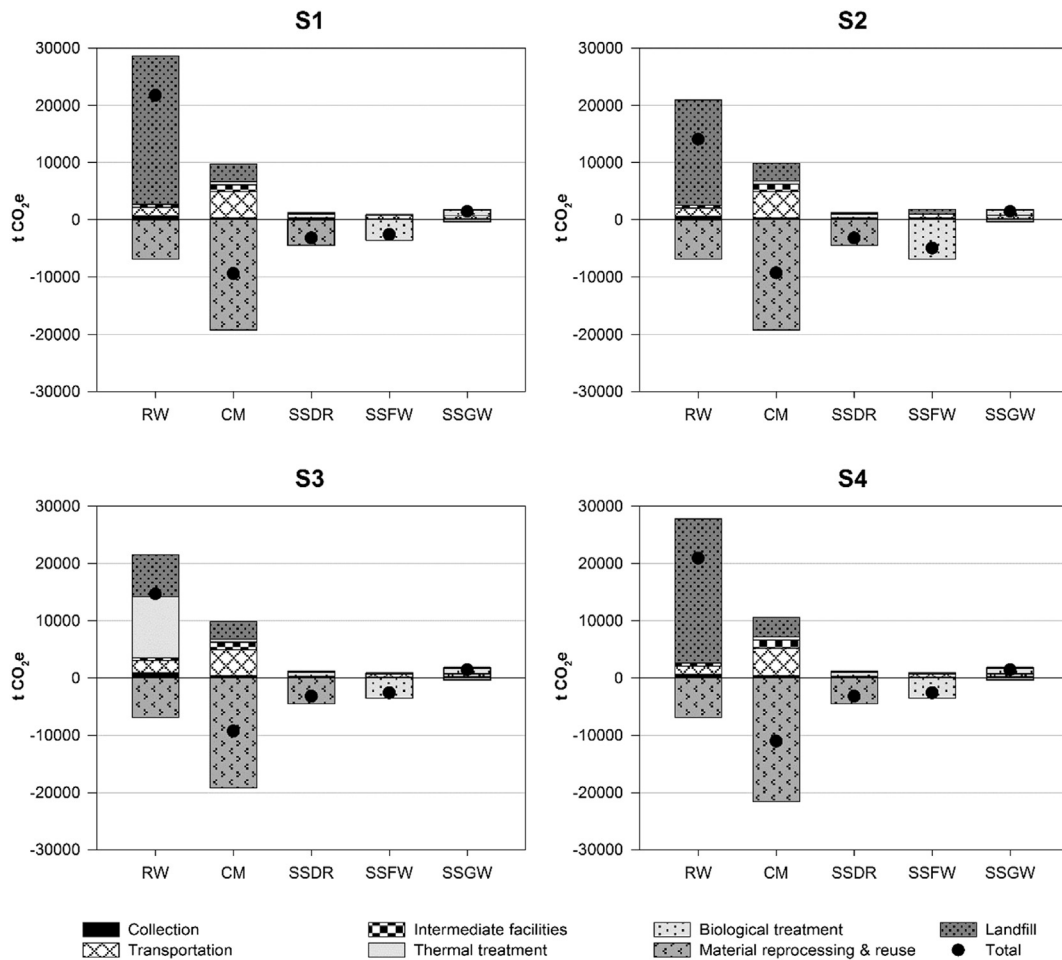 S1
S2
30000
20000
10000
0
-10000
-20000
-30000
t CO₂e
RW CM SSDR SSFW SSGW
30000
20000
10000
0
-10000
-20000
-30000
RW CM SSDR SSFW SSGW
S3
S4
30000
20000
10000
0
-10000
-20000
-30000
t CO₂e
RW CM SSDR SSFW SSGW
30000
20000
10000
0
-10000
-20000
-30000
t CO₂e
RW CM SSDR SSFW SSGW
Collection Intermediate facilities Biological treatment Landfill
Transportation Thermal treatment Material reprocessing & reuse Total